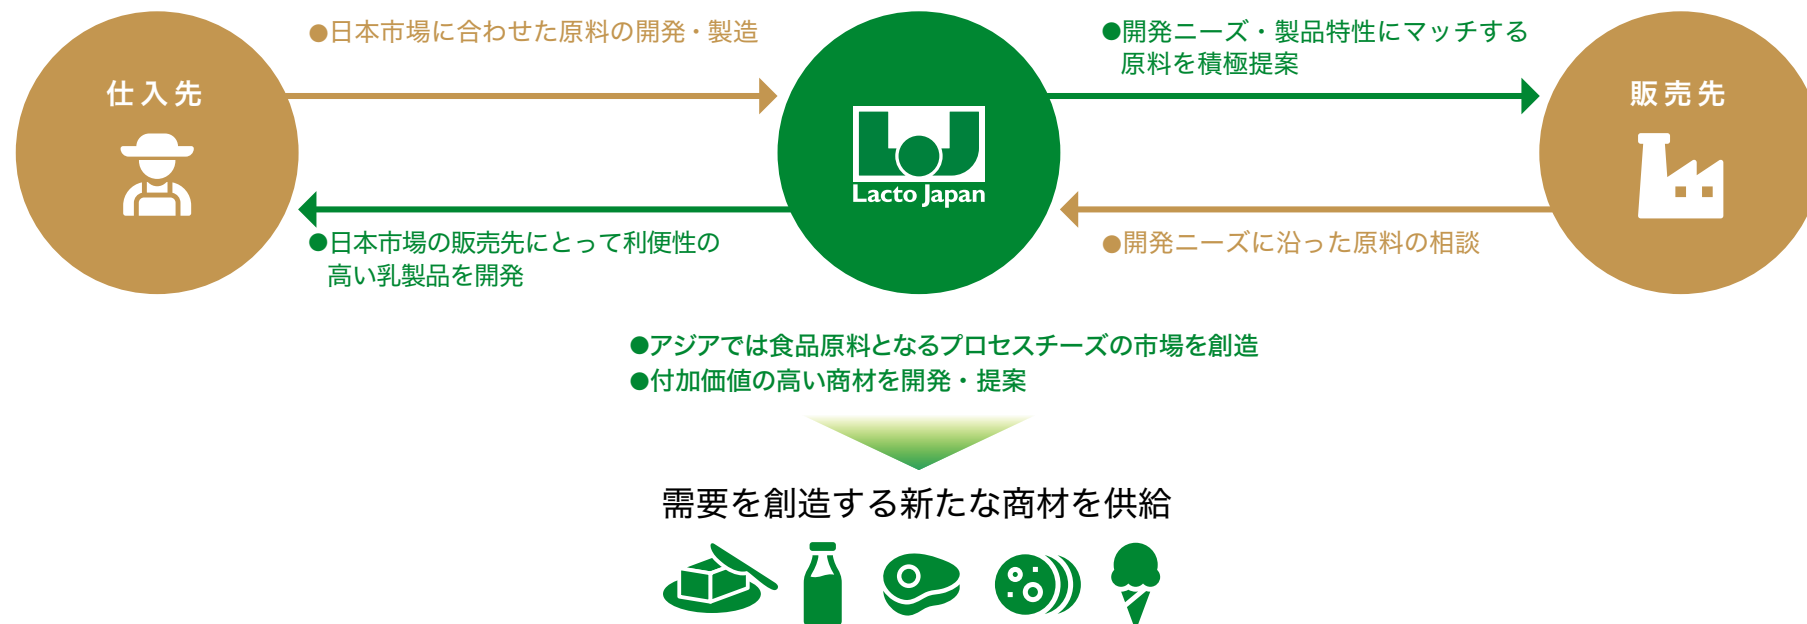 ●日本市場に合わせた原料の開発・製造
●開発ニーズ・製品特性にマッチする
原料を積極提案
仕入先
販売先
Lacto Japan
●日本市場の販売先にとって利便性の
高い乳製品を開発
●開発ニーズに沿った原料の相談
●アジアでは食品原料となるプロセスチーズの市場を創造
●付加価値の高い商材を開発・提案
需要を創造する新たな商材を供給